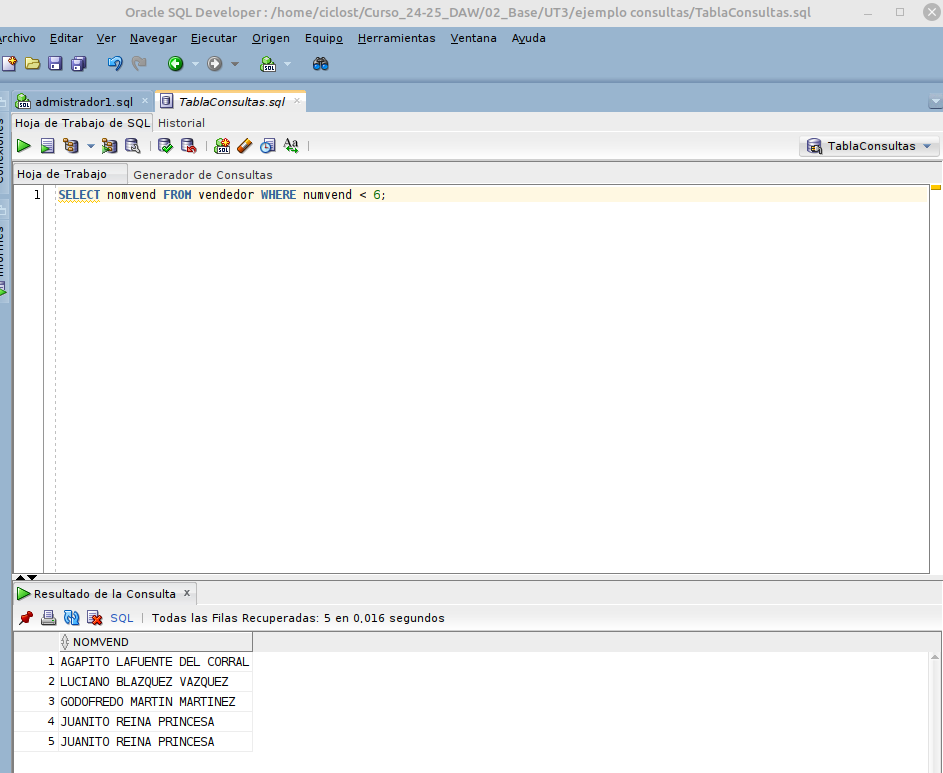 Oracle SQL Developer : /home/ciclost/Curso_24-25_DAW/02_Base/UT3/ejemplo consultas/TablaConsultas.sql
rchivo Editar Ver Navegar Ejecutar Origen Equipo Herramientas Ventana Ayuda
admistrador1.sql TablaConsultas.sql
Hoja de Trabajo de SQL Historial
TablaConsultas
Hoja de Trabajo Generador de Consultas
1 SELECT nomvend FROM vendedor WHERE numvend < 6;
Resultado de la Consulta x
SQL | Todas las Filas Recuperadas: 5 en 0,016 segundos
NOMVEND
1 AGAPITO LAFUENTE DEL CORRAL
2 LUCIANO BLAZQUEZ VAZQUEZ
3 GODOFREDO MARTIN MARTINEZ
4 JUANITO REINA PRINCESA
5 JUANITO REINA PRINCESA